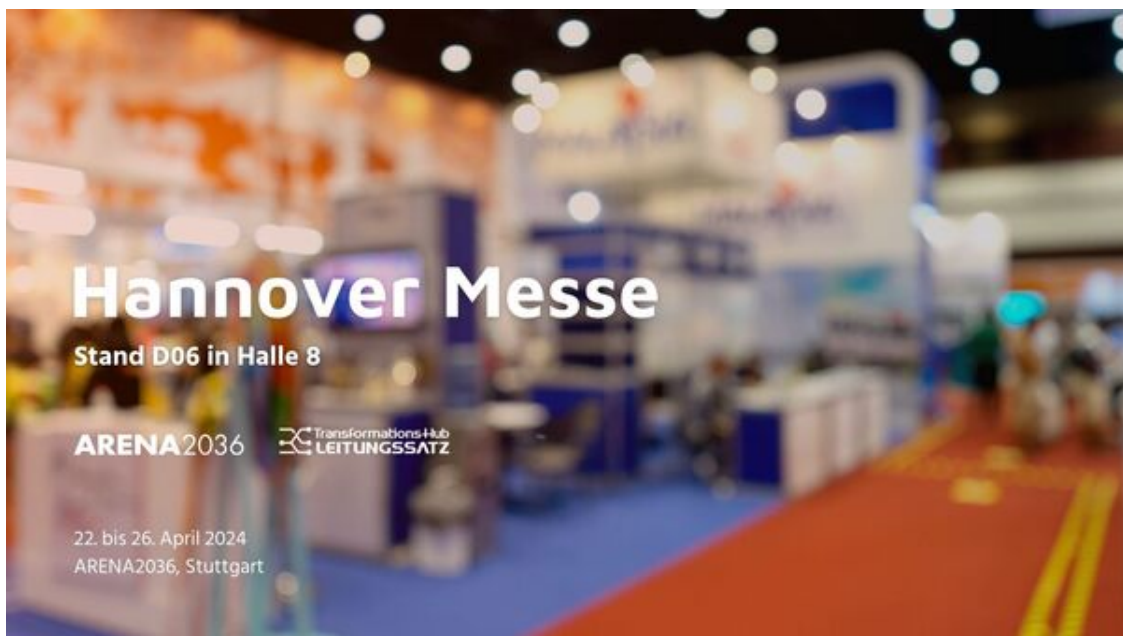 Hannover Messe
Stand D06 in Halle 8
ARENA2036
Transformations-Hub
LEITUNGSSATZ
22. bis 26. April 2024
ARENA2036, Stuttgart